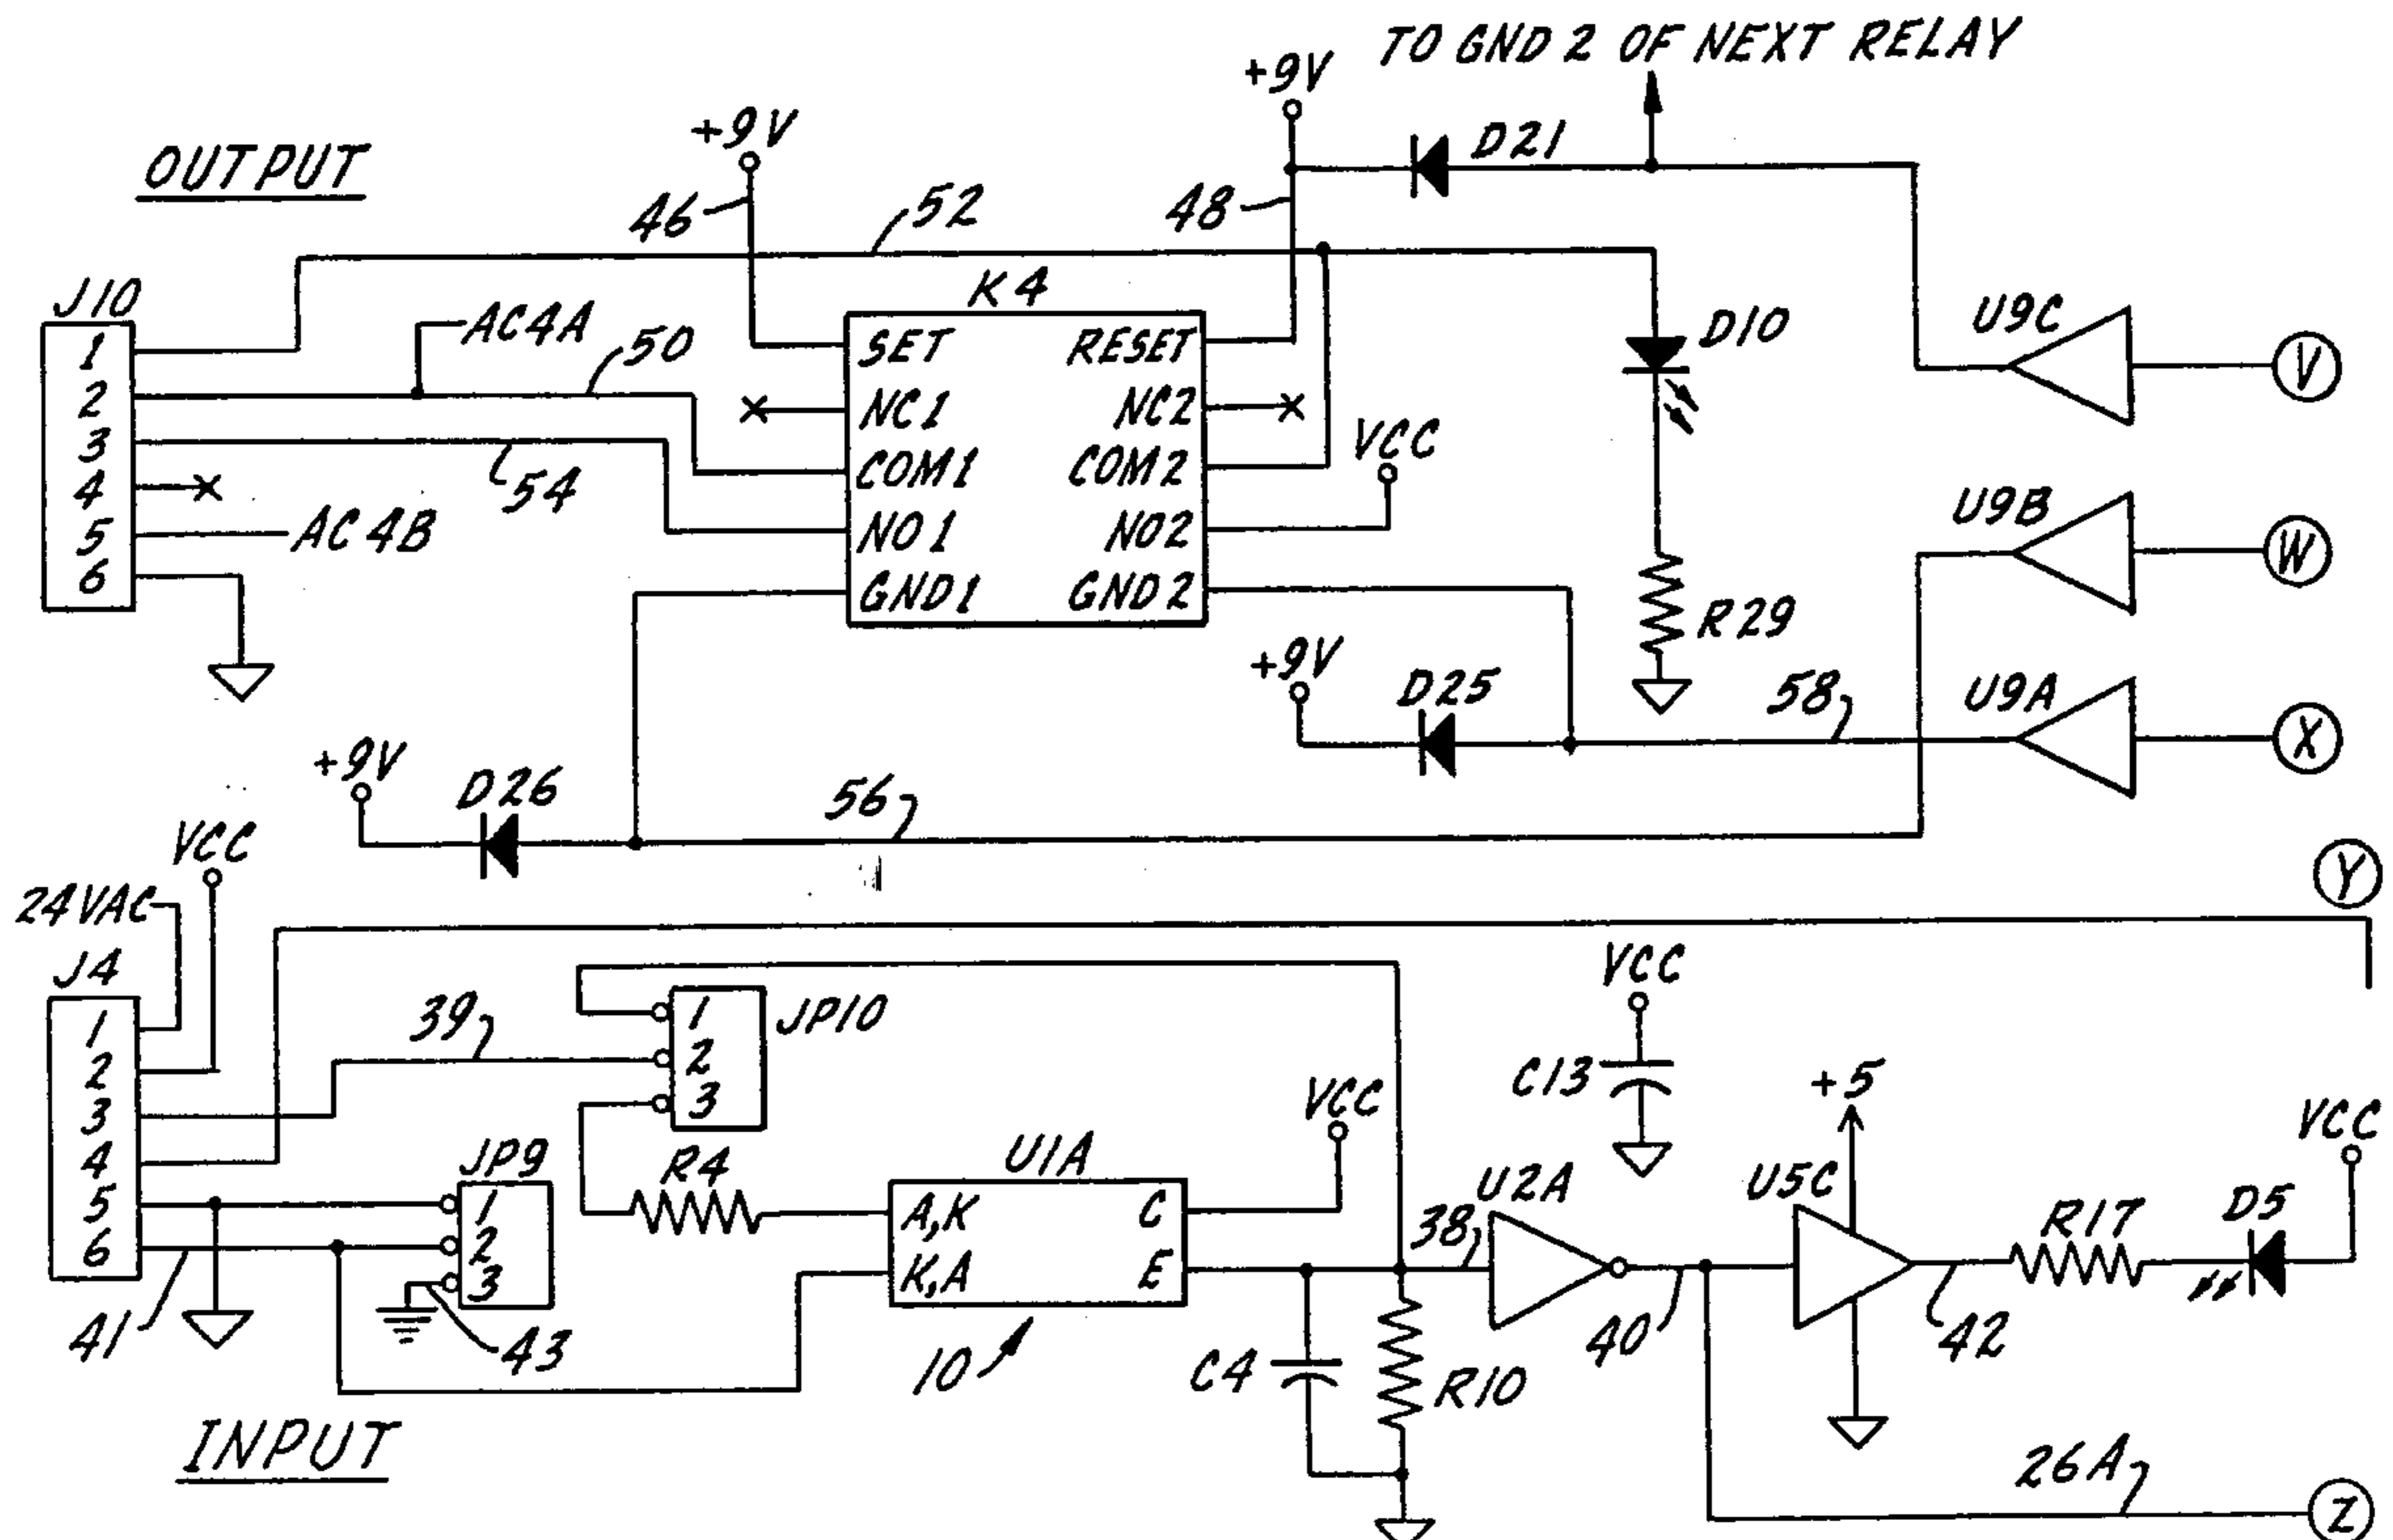 TO GND 2 OF NEXT RELAY
+9V
+9V
OUTPUT
D21
46
52
48
J10
K4
AC4A
50
D10
U9C
V
1
2
3
4
5
6
SET
NC1
COM1
NO1
GND1
RESET
NC2
COM2
NO2
GND2
VCC
54
AC4B
U9B
W
R29
+9V
D25
58
U9A
X
+9V
D26
56
Y
VCC
24VAC
J4
1
2
3
4
5
6
39
1
2
3
JP10
VCC
C13
+5
VCC
JP9
1
2
3
R4
U1A
VCC
A,K
K,A
C
E
38
U2A
U5C
R17
D5
41
43
10
C4
R10
40
42
INPUT
26A
Z